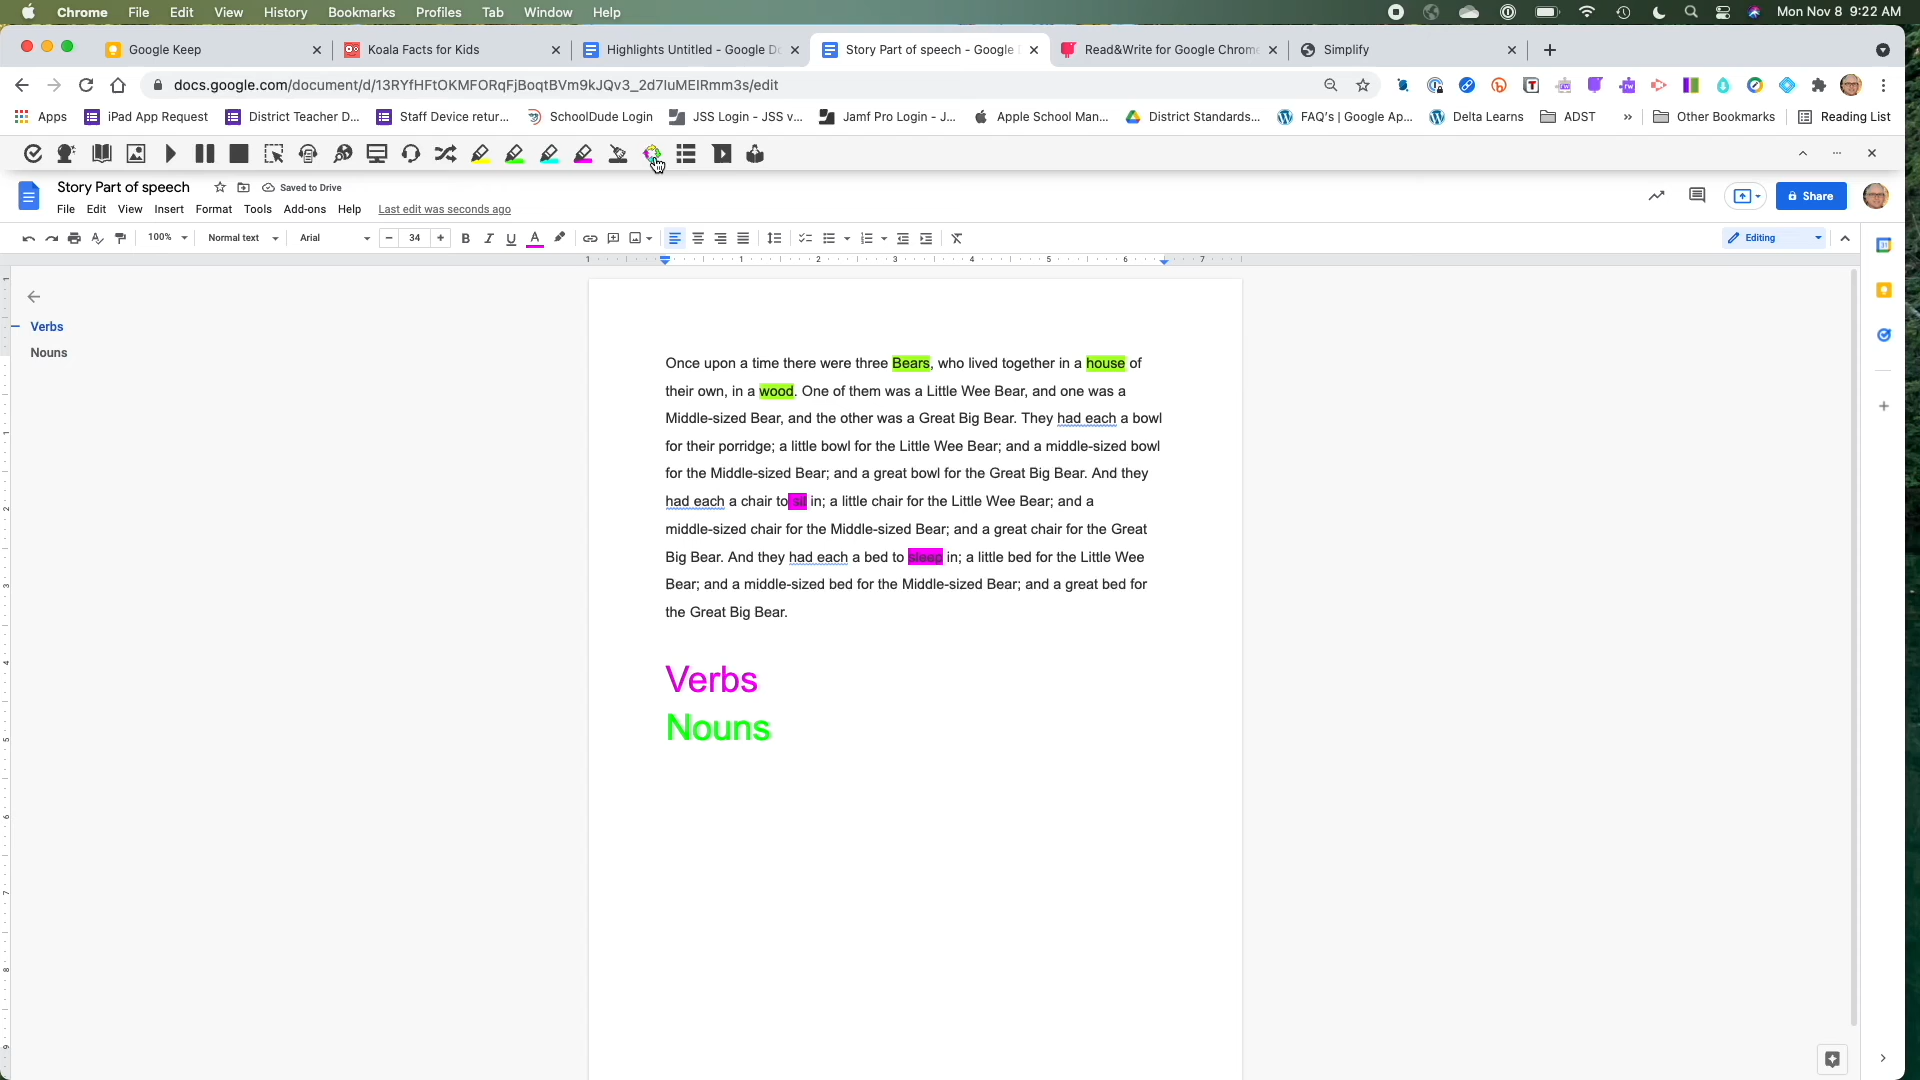 Chrome File Edit View History Bookmarks Profiles Tab Window Help Mon Nov 8 9:22 AM
Google Keep Koala Facts for Kids Highlights Untitled - Google Story Part of speech - Google Read&Write for Google Chrom Simplify
docs.google.com/document/d/13RYfHFtOKMFORqFjBoqtBVm9kJQv3_2d7IuMEIRmm3s/edit
Apps iPad App Request District Teacher D... Staff Device retur... SchoolDude Login JSS Login - JSS v... Jamf Pro Login - J... Apple School Man... District Standards... FAQ's | Google Ap... Delta Learns ADST » Other Bookmarks Reading List
Story Part of speech Saved to Drive
File Edit View Insert Format Tools Add-ons Help Last edit was seconds ago Share
100% Normal text Arial 34 Editing
1 1 2 3 4 5 6 7
Verbs
Nouns
Once upon a time there were three Bears, who lived together in a house of
their own, in a wood. One of them was a Little Wee Bear, and one was a
Middle-sized Bear, and the other was a Great Big Bear. They had each a bowl
for their porridge; a little bowl for the Little Wee Bear; and a middle-sized bowl
for the Middle-sized Bear; and a great bowl for the Great Big Bear. And they
had each a chair to sit in; a little chair for the Little Wee Bear; and a
middle-sized chair for the Middle-sized Bear; and a great chair for the Great
Big Bear. And they had each a bed to sleep in; a little bed for the Little Wee
Bear; and a middle-sized bed for the Middle-sized Bear; and a great bed for
the Great Big Bear.
Verbs
Nouns